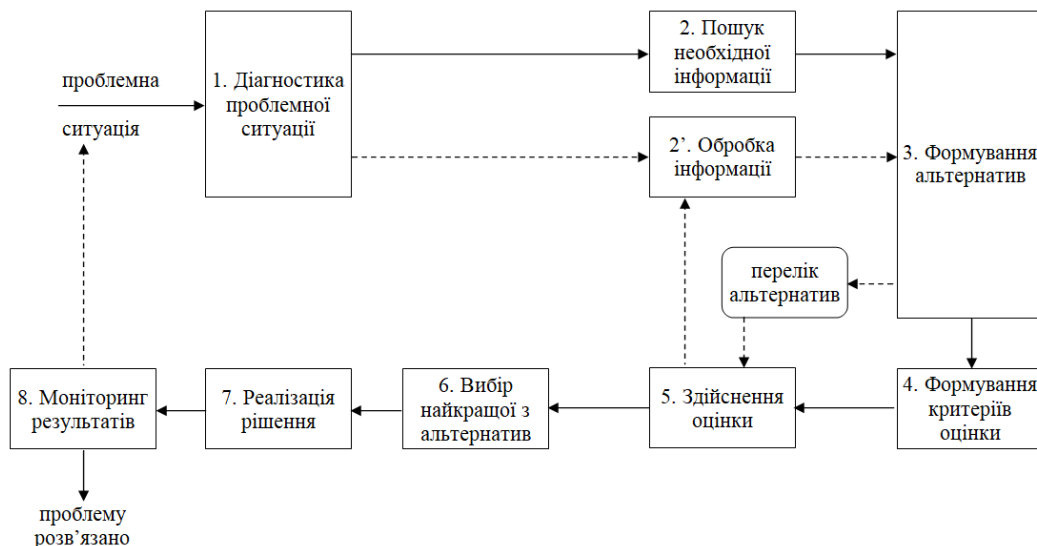 проблемна
ситуація
1. Діагностика
проблемної
ситуації
2. Пошук
необхідної
інформації
2’. Обробка
інформації
3. Формування
альтернатив
перелік
альтернатив
4. Формування
критеріїв
оцінки
5. Здійснення
оцінки
6. Вибір
найкращої з
альтернатив
7. Реалізація
рішення
8. Моніторинг
результатів
проблему
розв’язано